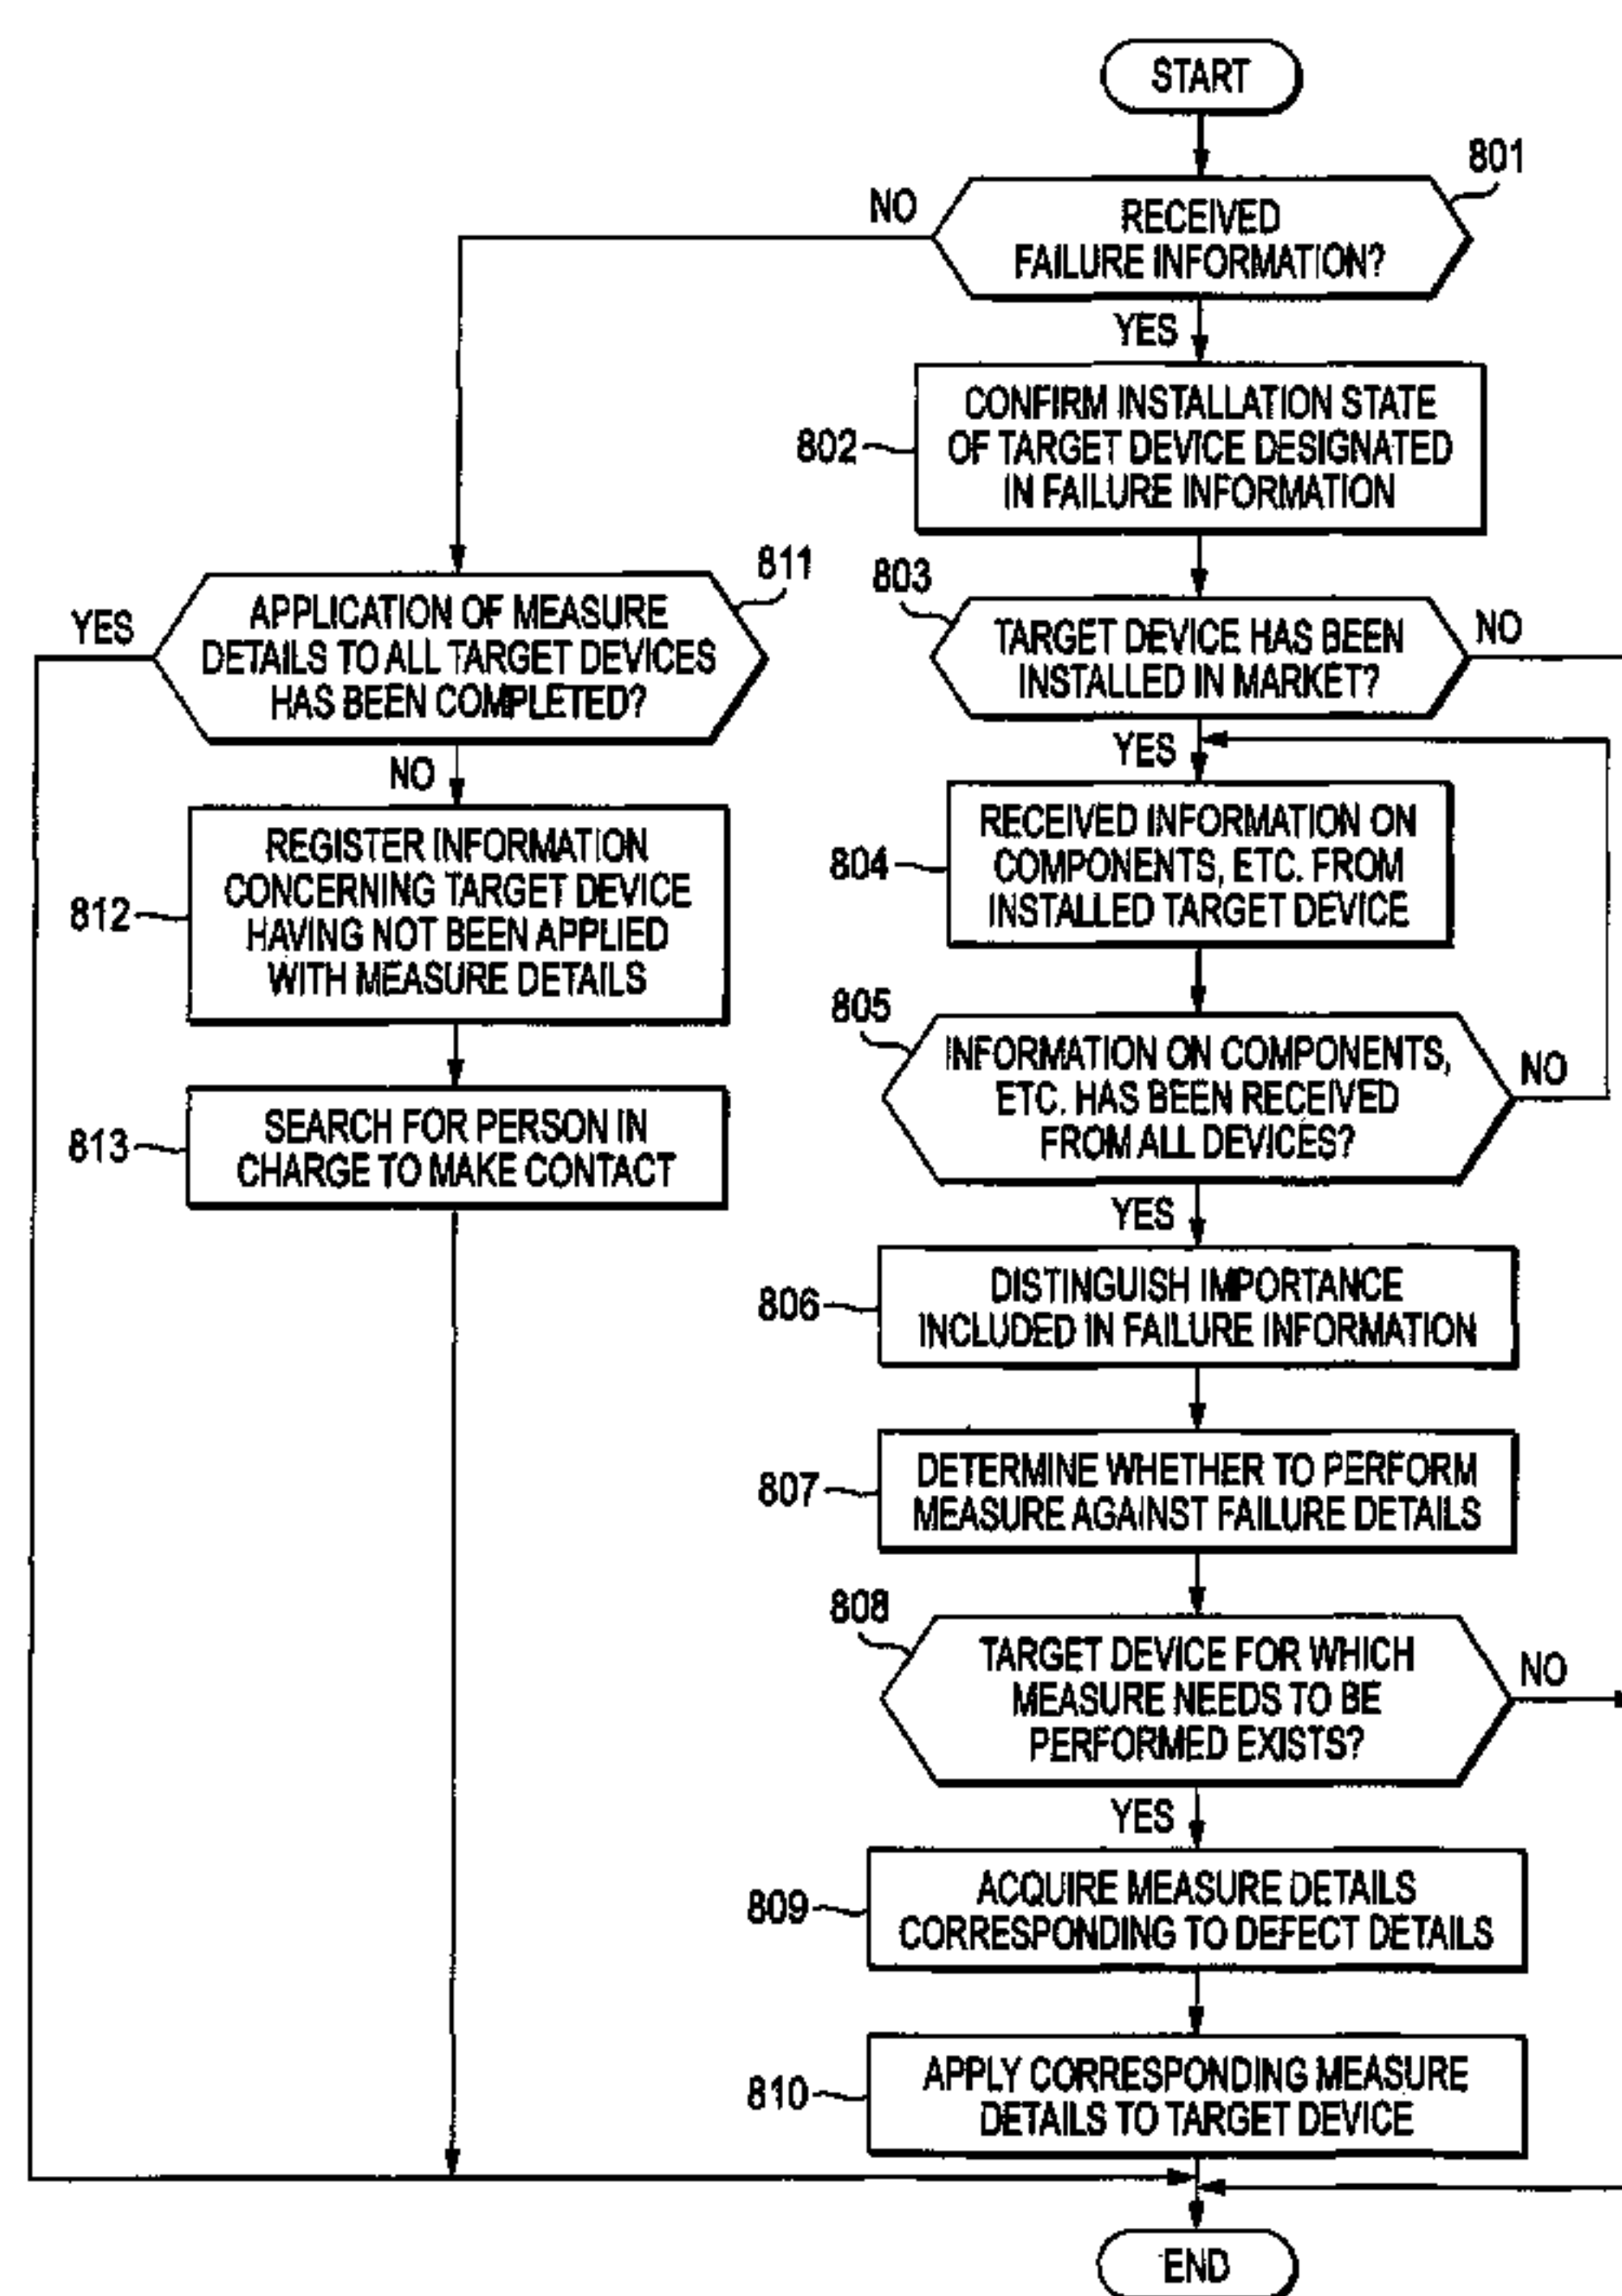 START
801
NO
RECEIVED
FAILURE INFORMATION?
YES
802
CONFIRM INSTALLATION STATE
OF TARGET DEVICE DESIGNATED
IN FAILURE INFORMATION
811
YES
APPLICATION OF MEASURE
DETAILS TO ALL TARGET DEVICES
HAS BEEN COMPLETED?
NO
803
TARGET DEVICE HAS BEEN
INSTALLED IN MARKET?
NO
YES
812
REGISTER INFORMATION
CONCERNING TARGET DEVICE
HAVING NOT BEEN APPLIED
WITH MEASURE DETAILS
804
RECEIVED INFORMATION ON
COMPONENTS, ETC. FROM
INSTALLED TARGET DEVICE
813
SEARCH FOR PERSON IN
CHARGE TO MAKE CONTACT
805
INFORMATION ON COMPONENTS,
ETC. HAS BEEN RECEIVED
FROM ALL DEVICES?
NO
YES
806
DISTINGUISH IMPORTANCE
INCLUDED IN FAILURE INFORMATION
807
DETERMINE WHETHER TO PERFORM
MEASURE AGAINST FAILURE DETAILS
808
TARGET DEVICE FOR WHICH
MEASURE NEEDS TO BE
PERFORMED EXISTS?
NO
YES
809
ACQUIRE MEASURE DETAILS
CORRESPONDING TO DEFECT DETAILS
810
APPLY CORRESPONDING MEASURE
DETAILS TO TARGET DEVICE
END